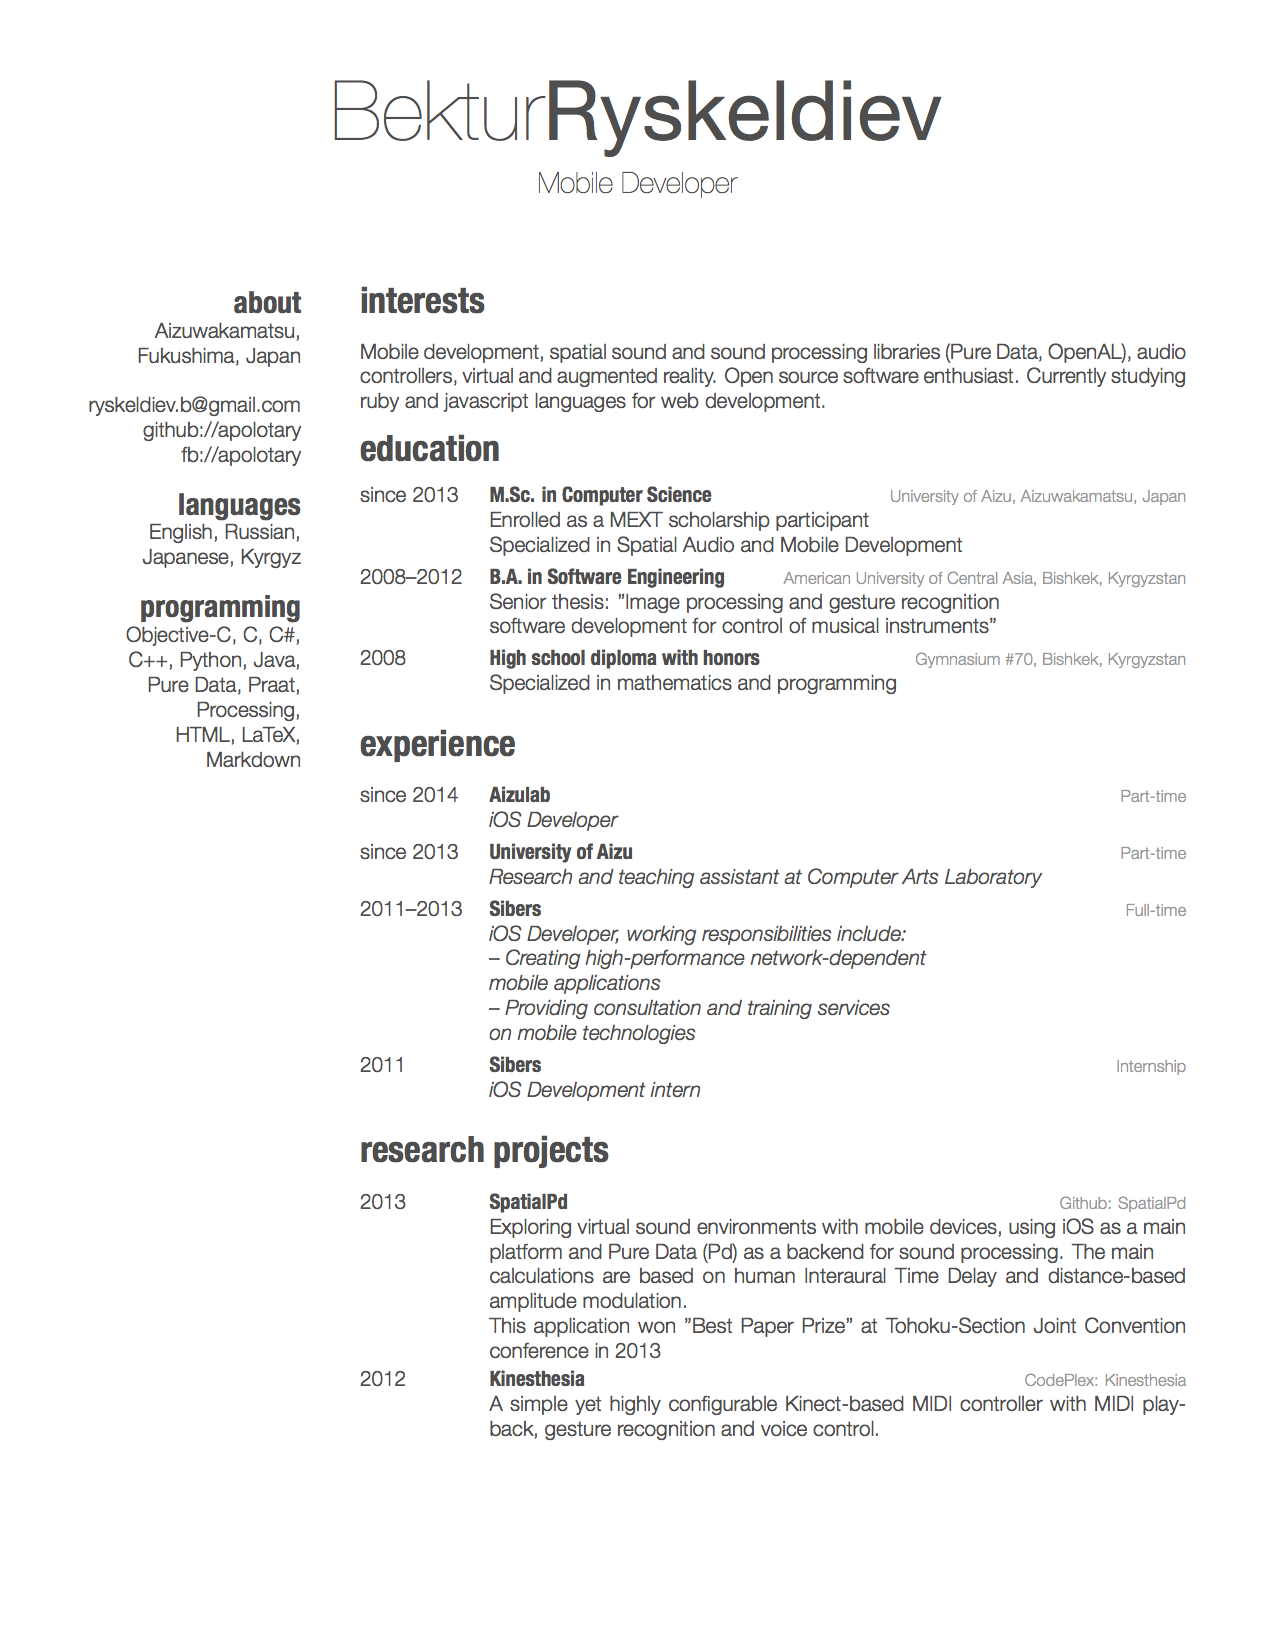 BekturRyskeldiev
Mobile Developer
about
Aizuwakamatsu,
Fukushima, Japan
ryskeldiev.b@gmail.com
github://apolotary
fb://apolotary
languages
English, Russian,
Japanese, Kyrgyz
programming
Objective-C, C, C#,
C++, Python, Java,
Pure Data, Praat,
Processing,
HTML, LaTeX,
Markdown
interests
Mobile development, spatial sound and sound processing libraries (Pure Data, OpenAL), audio
controllers, virtual and augmented reality. Open source software enthusiast. Currently studying
ruby and javascript languages for web development.
education
since 2013 M.Sc. in Computer Science University of Aizu, Aizuwakamatsu, Japan
Enrolled as a MEXT scholarship participant
Specialized in Spatial Audio and Mobile Development
2008–2012 B.A. in Software Engineering American University of Central Asia, Bishkek, Kyrgyzstan
Senior thesis: ”Image processing and gesture recognition
software development for control of musical instruments”
2008 High school diploma with honors Gymnasium #70, Bishkek, Kyrgyzstan
Specialized in mathematics and programming
experience
since 2014 Aizulab Part-time
iOS Developer
since 2013 University of Aizu Part-time
Research and teaching assistant at Computer Arts Laboratory
2011–2013 Sibers Full-time
iOS Developer, working responsibilities include:
– Creating high-performance network-dependent
mobile applications
– Providing consultation and training services
on mobile technologies
2011 Sibers Internship
iOS Development intern
research projects
2013 SpatialPd Github: SpatialPd
Exploring virtual sound environments with mobile devices, using iOS as a main
platform and Pure Data (Pd) as a backend for sound processing. The main
calculations are based on human Interaural Time Delay and distance-based
amplitude modulation.
This application won ”Best Paper Prize” at Tohoku-Section Joint Convention
conference in 2013
2012 Kinesthesia CodePlex: Kinesthesia
A simple yet highly configurable Kinect-based MIDI controller with MIDI play-
back, gesture recognition and voice control.